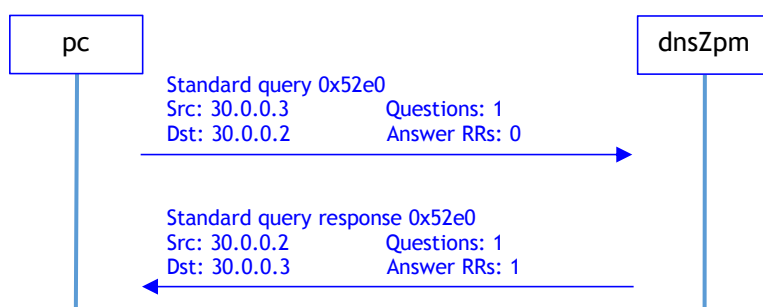 pc
dnsZpm
Standard query 0x52e0
Src: 30.0.0.3 Questions: 1
Dst: 30.0.0.2 Answer RRs: 0
Standard query response 0x52e0
Src: 30.0.0.2 Questions: 1
Dst: 30.0.0.3 Answer RRs: 1